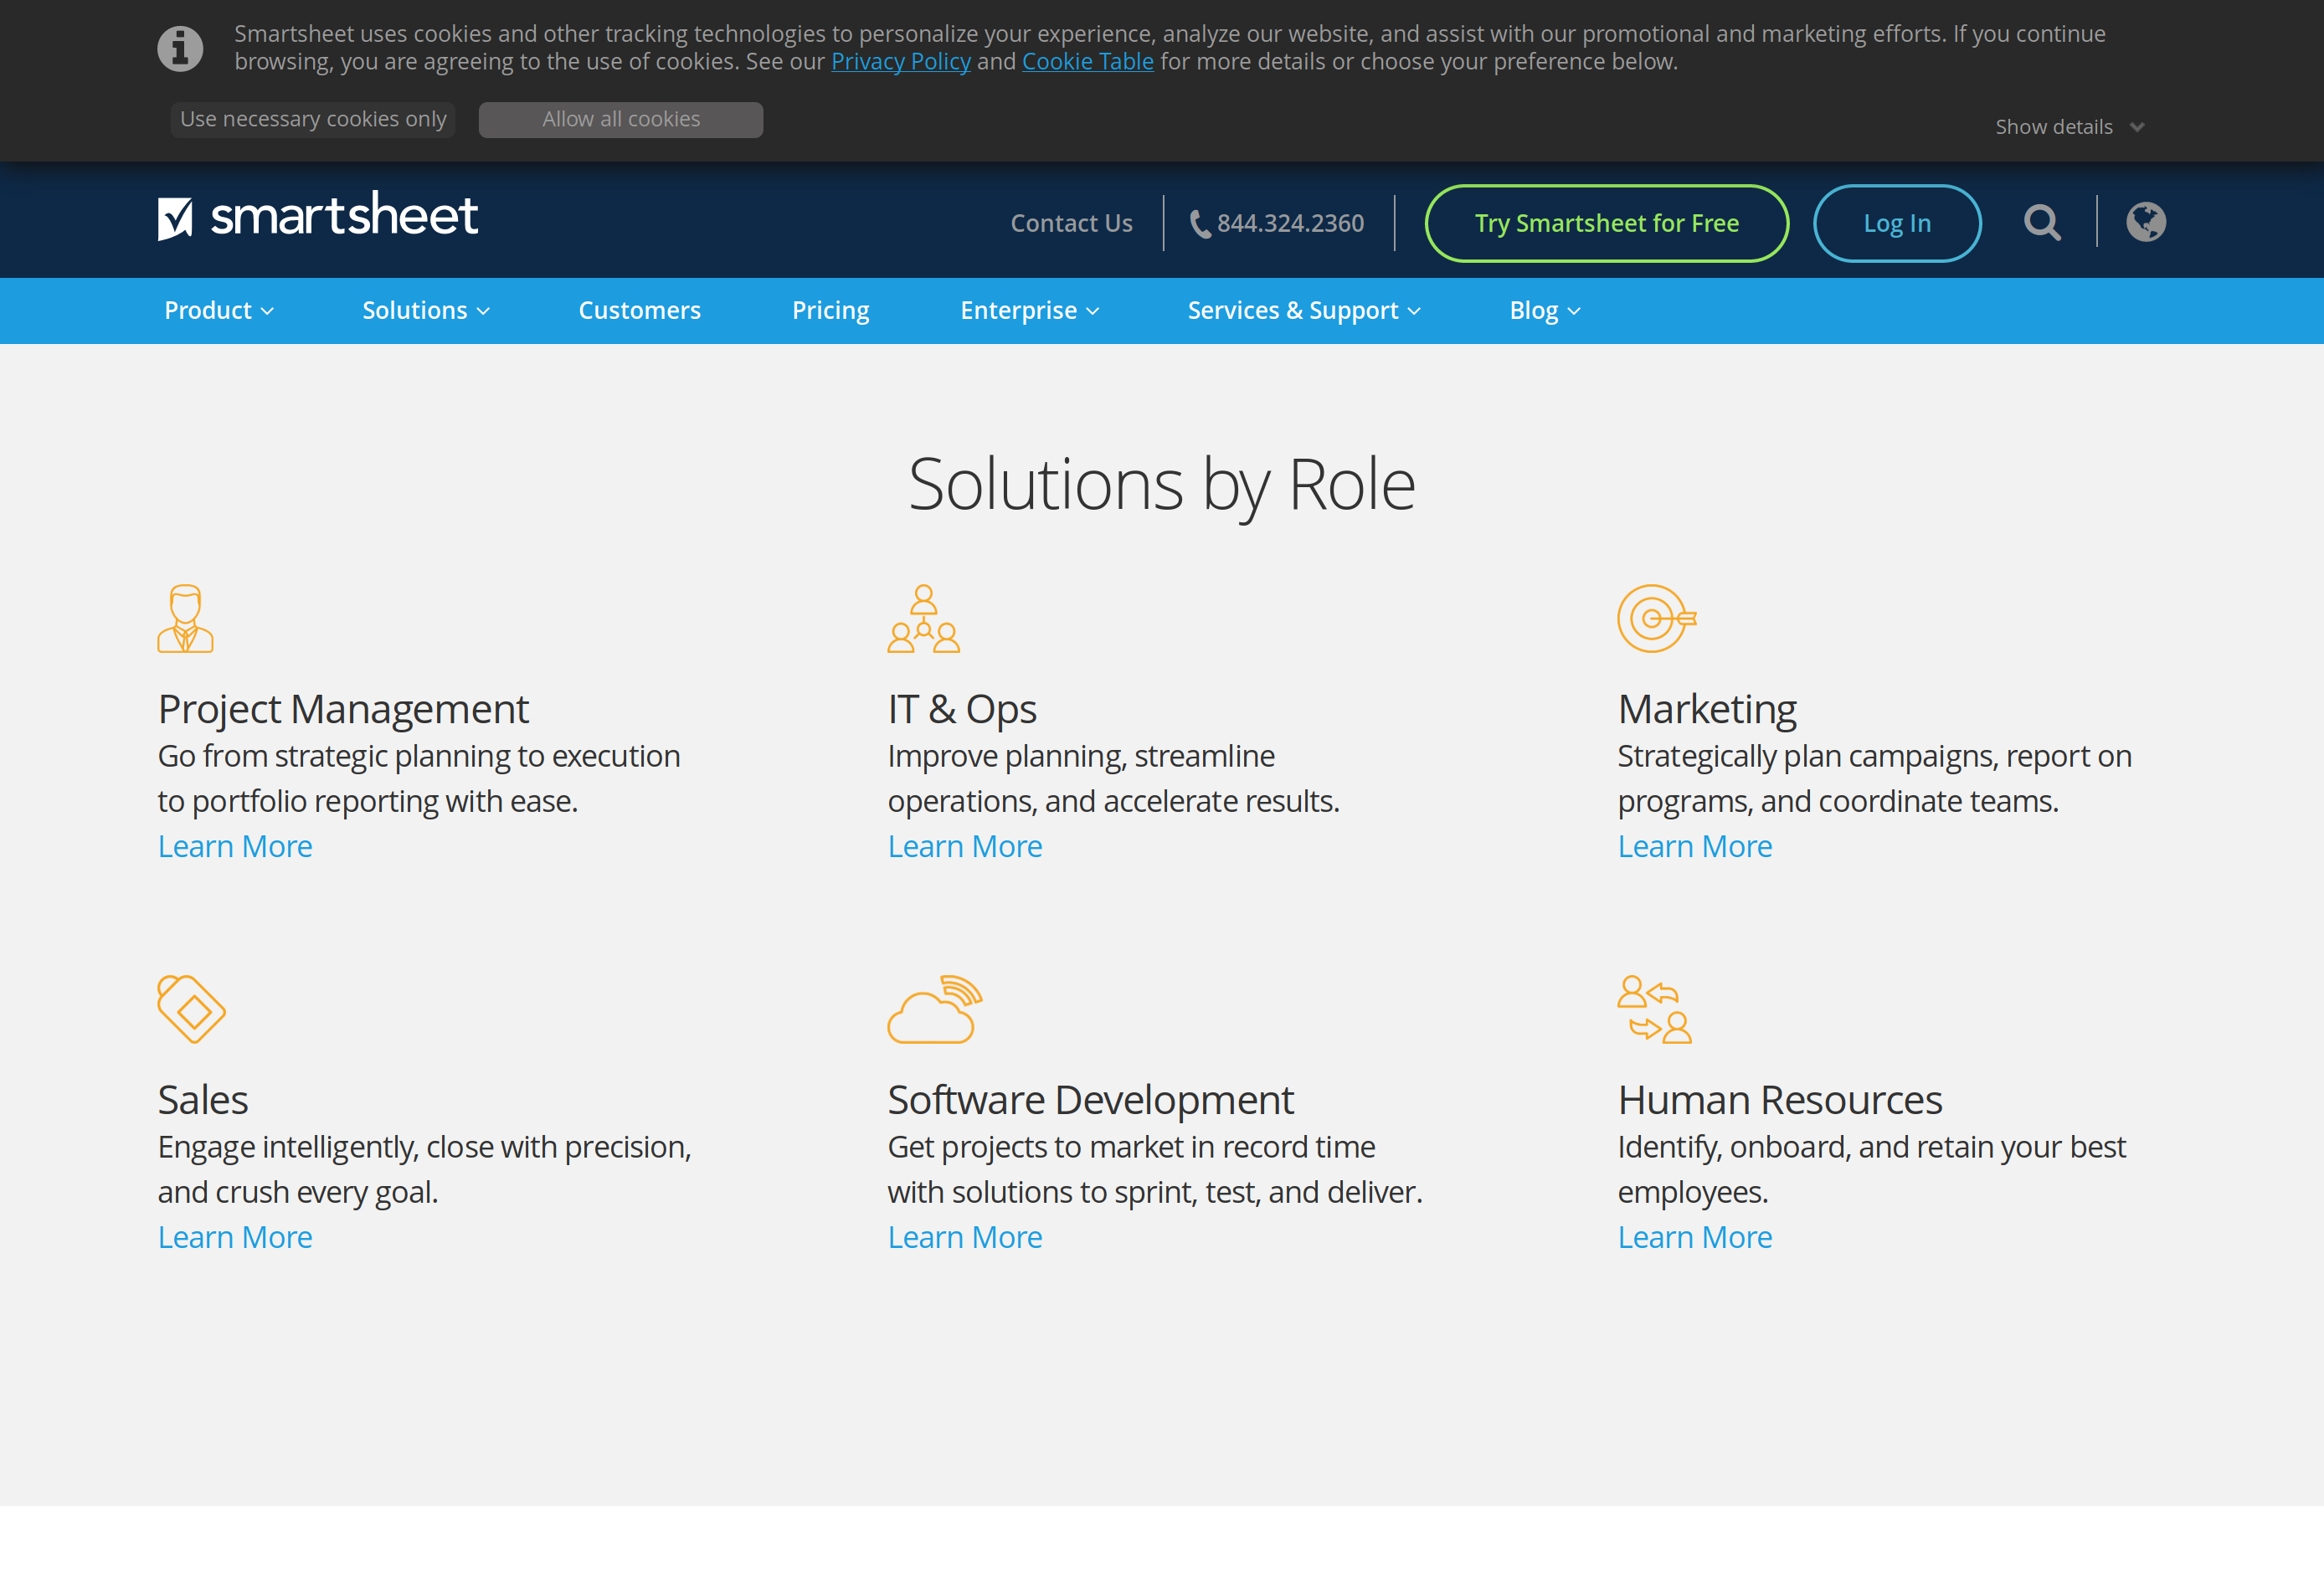 Smartsheet uses cookies and other tracking technologies to personalize your experience, analyze our website, and assist with our promotional and marketing efforts. If you continue
browsing, you are agreeing to the use of cookies. See our Privacy Policy and Cookie Table for more details or choose your preference below.
Use necessary cookies only
Allow all cookies
Show details
smartsheet
Contact Us
844.324.2360
Try Smartsheet for Free
Log In
Product
Solutions
Customers
Pricing
Enterprise
Services & Support
Blog
Solutions by Role
Project Management
Go from strategic planning to execution
to portfolio reporting with ease.
Learn More
IT & Ops
Improve planning, streamline
operations, and accelerate results.
Learn More
Marketing
Strategically plan campaigns, report on
programs, and coordinate teams.
Learn More
Sales
Engage intelligently, close with precision,
and crush every goal.
Learn More
Software Development
Get projects to market in record time
with solutions to sprint, test, and deliver.
Learn More
Human Resources
Identify, onboard, and retain your best
employees.
Learn More